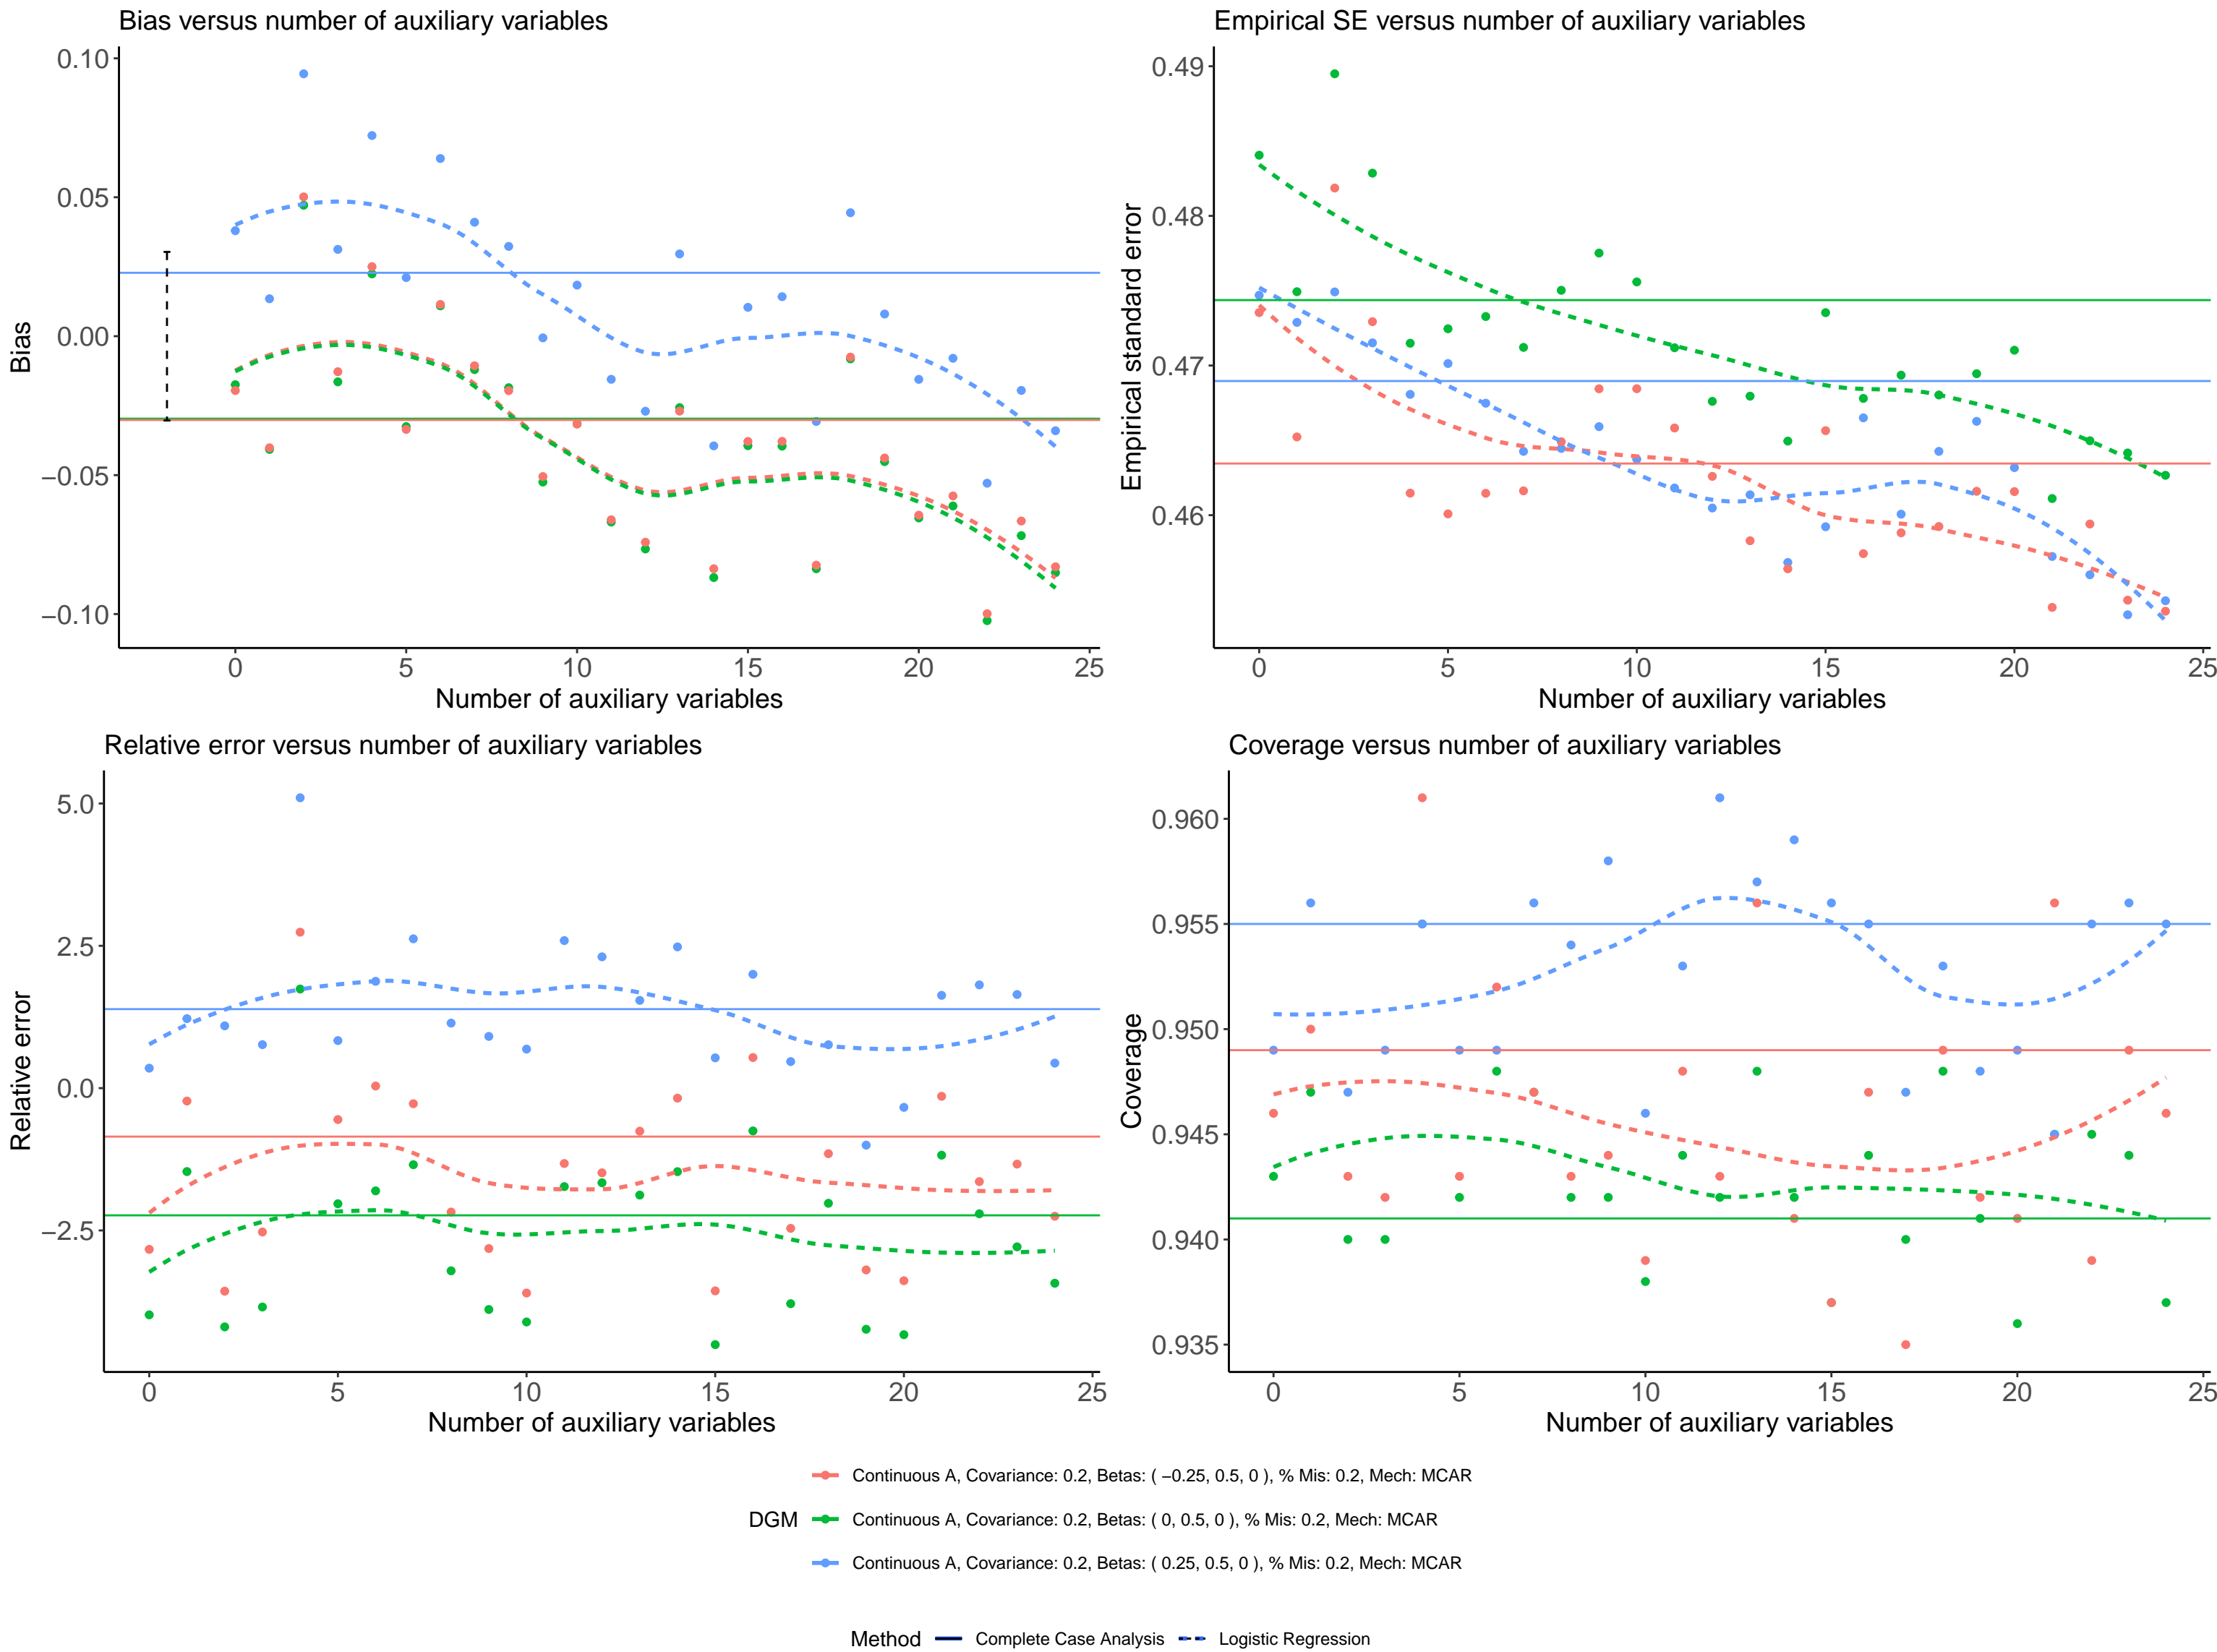 Bias versus number of auxiliary variables
Bias
0.10
0.05
0.00
−0.05
−0.10
0 5 10 15 20 25
Number of auxiliary variables
Empirical SE versus number of auxiliary variables
Empirical standard error
0.49
0.48
0.47
0.46
0 5 10 15 20 25
Number of auxiliary variables
Relative error versus number of auxiliary variables
Relative error
5.0
2.5
0.0
−2.5
0 5 10 15 20 25
Number of auxiliary variables
Coverage versus number of auxiliary variables
Coverage
0.960
0.955
0.950
0.945
0.940
0.935
0 5 10 15 20 25
Number of auxiliary variables
DGM
Continuous A, Covariance: 0.2, Betas: ( −0.25, 0.5, 0 ), % Mis: 0.2, Mech: MCAR
Continuous A, Covariance: 0.2, Betas: ( 0, 0.5, 0 ), % Mis: 0.2, Mech: MCAR
Continuous A, Covariance: 0.2, Betas: ( 0.25, 0.5, 0 ), % Mis: 0.2, Mech: MCAR
Method Complete Case Analysis Logistic Regression